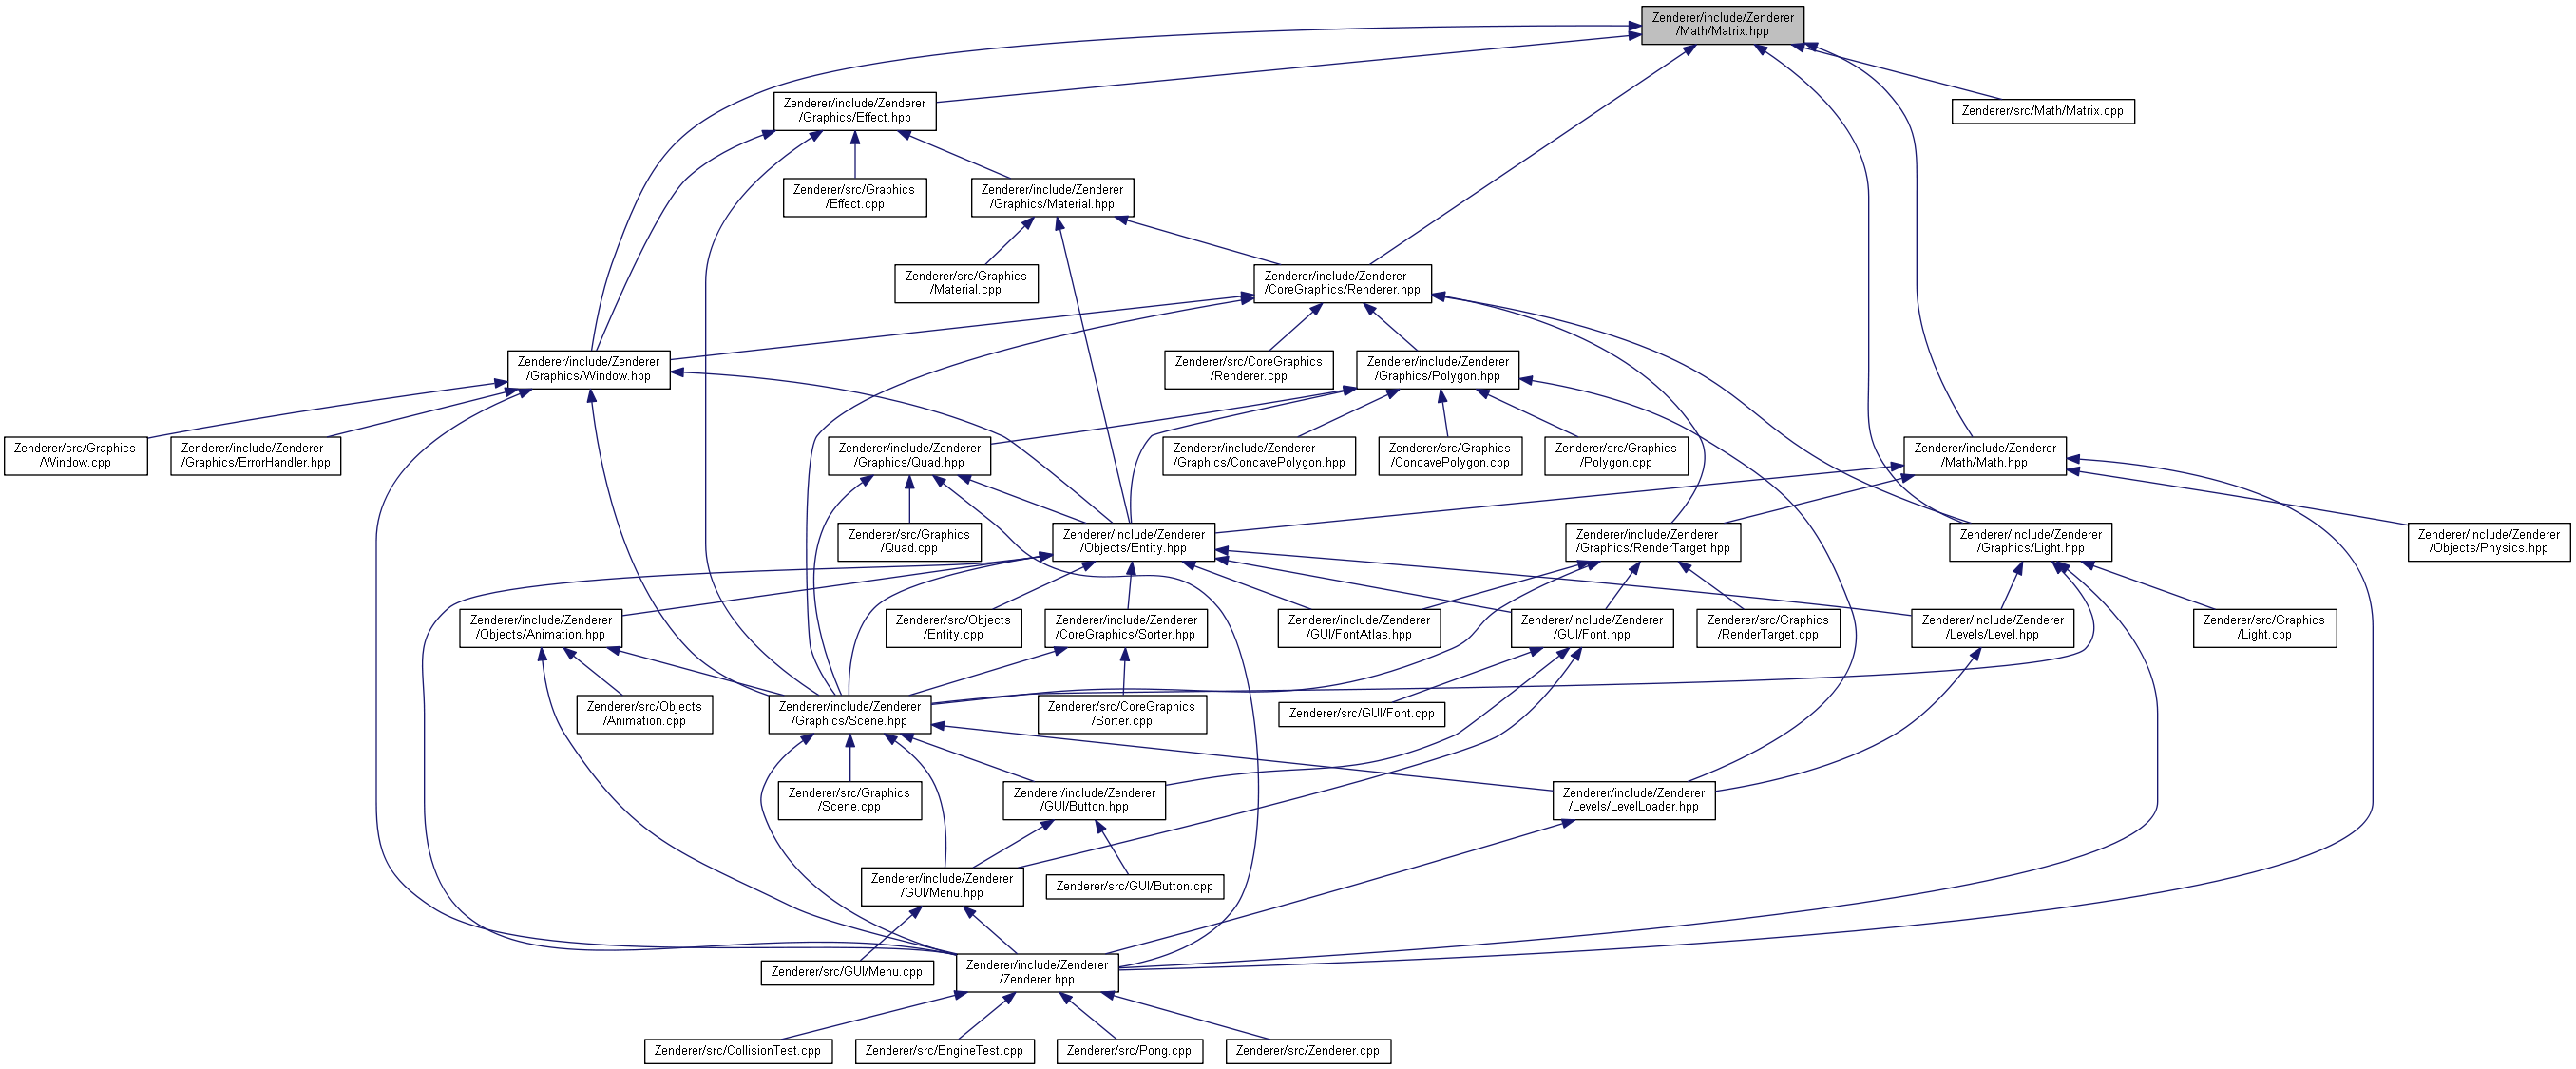 Zenderer/include/Zenderer
/Math/Matrix.hpp
Zenderer/include/Zenderer
/Graphics/Effect.hpp
Zenderer/src/Math/Matrix.cpp
Zenderer/src/Graphics
/Effect.cpp
Zenderer/include/Zenderer
/Graphics/Material.hpp
Zenderer/src/Graphics
/Material.cpp
Zenderer/include/Zenderer
/CoreGraphics/Renderer.hpp
Zenderer/include/Zenderer
/Graphics/Window.hpp
Zenderer/src/CoreGraphics
/Renderer.cpp
Zenderer/include/Zenderer
/Graphics/Polygon.hpp
Zenderer/src/Graphics
/Window.cpp
Zenderer/include/Zenderer
/Graphics/ErrorHandler.hpp
Zenderer/include/Zenderer
/Graphics/Quad.hpp
Zenderer/include/Zenderer
/Graphics/ConcavePolygon.hpp
Zenderer/src/Graphics
/ConcavePolygon.cpp
Zenderer/src/Graphics
/Polygon.cpp
Zenderer/include/Zenderer
/Math/Math.hpp
Zenderer/src/Graphics
/Quad.cpp
Zenderer/include/Zenderer
/Objects/Entity.hpp
Zenderer/include/Zenderer
/Graphics/RenderTarget.hpp
Zenderer/include/Zenderer
/Graphics/Light.hpp
Zenderer/include/Zenderer
/Objects/Physics.hpp
Zenderer/include/Zenderer
/Objects/Animation.hpp
Zenderer/src/Objects
/Entity.cpp
Zenderer/include/Zenderer
/CoreGraphics/Sorter.hpp
Zenderer/include/Zenderer
/GUI/FontAtlas.hpp
Zenderer/include/Zenderer
/GUI/Font.hpp
Zenderer/src/Graphics
/RenderTarget.cpp
Zenderer/include/Zenderer
/Levels/Level.hpp
Zenderer/src/Graphics
/Light.cpp
Zenderer/src/Objects
/Animation.cpp
Zenderer/include/Zenderer
/Graphics/Scene.hpp
Zenderer/src/CoreGraphics
/Sorter.cpp
Zenderer/src/GUI/Font.cpp
Zenderer/src/Graphics
/Scene.cpp
Zenderer/include/Zenderer
/GUI/Button.hpp
Zenderer/include/Zenderer
/Levels/LevelLoader.hpp
Zenderer/include/Zenderer
/GUI/Menu.hpp
Zenderer/src/GUI/Button.cpp
Zenderer/src/GUI/Menu.cpp
Zenderer/include/Zenderer
/Zenderer.hpp
Zenderer/src/CollisionTest.cpp
Zenderer/src/EngineTest.cpp
Zenderer/src/Pong.cpp
Zenderer/src/Zenderer.cpp